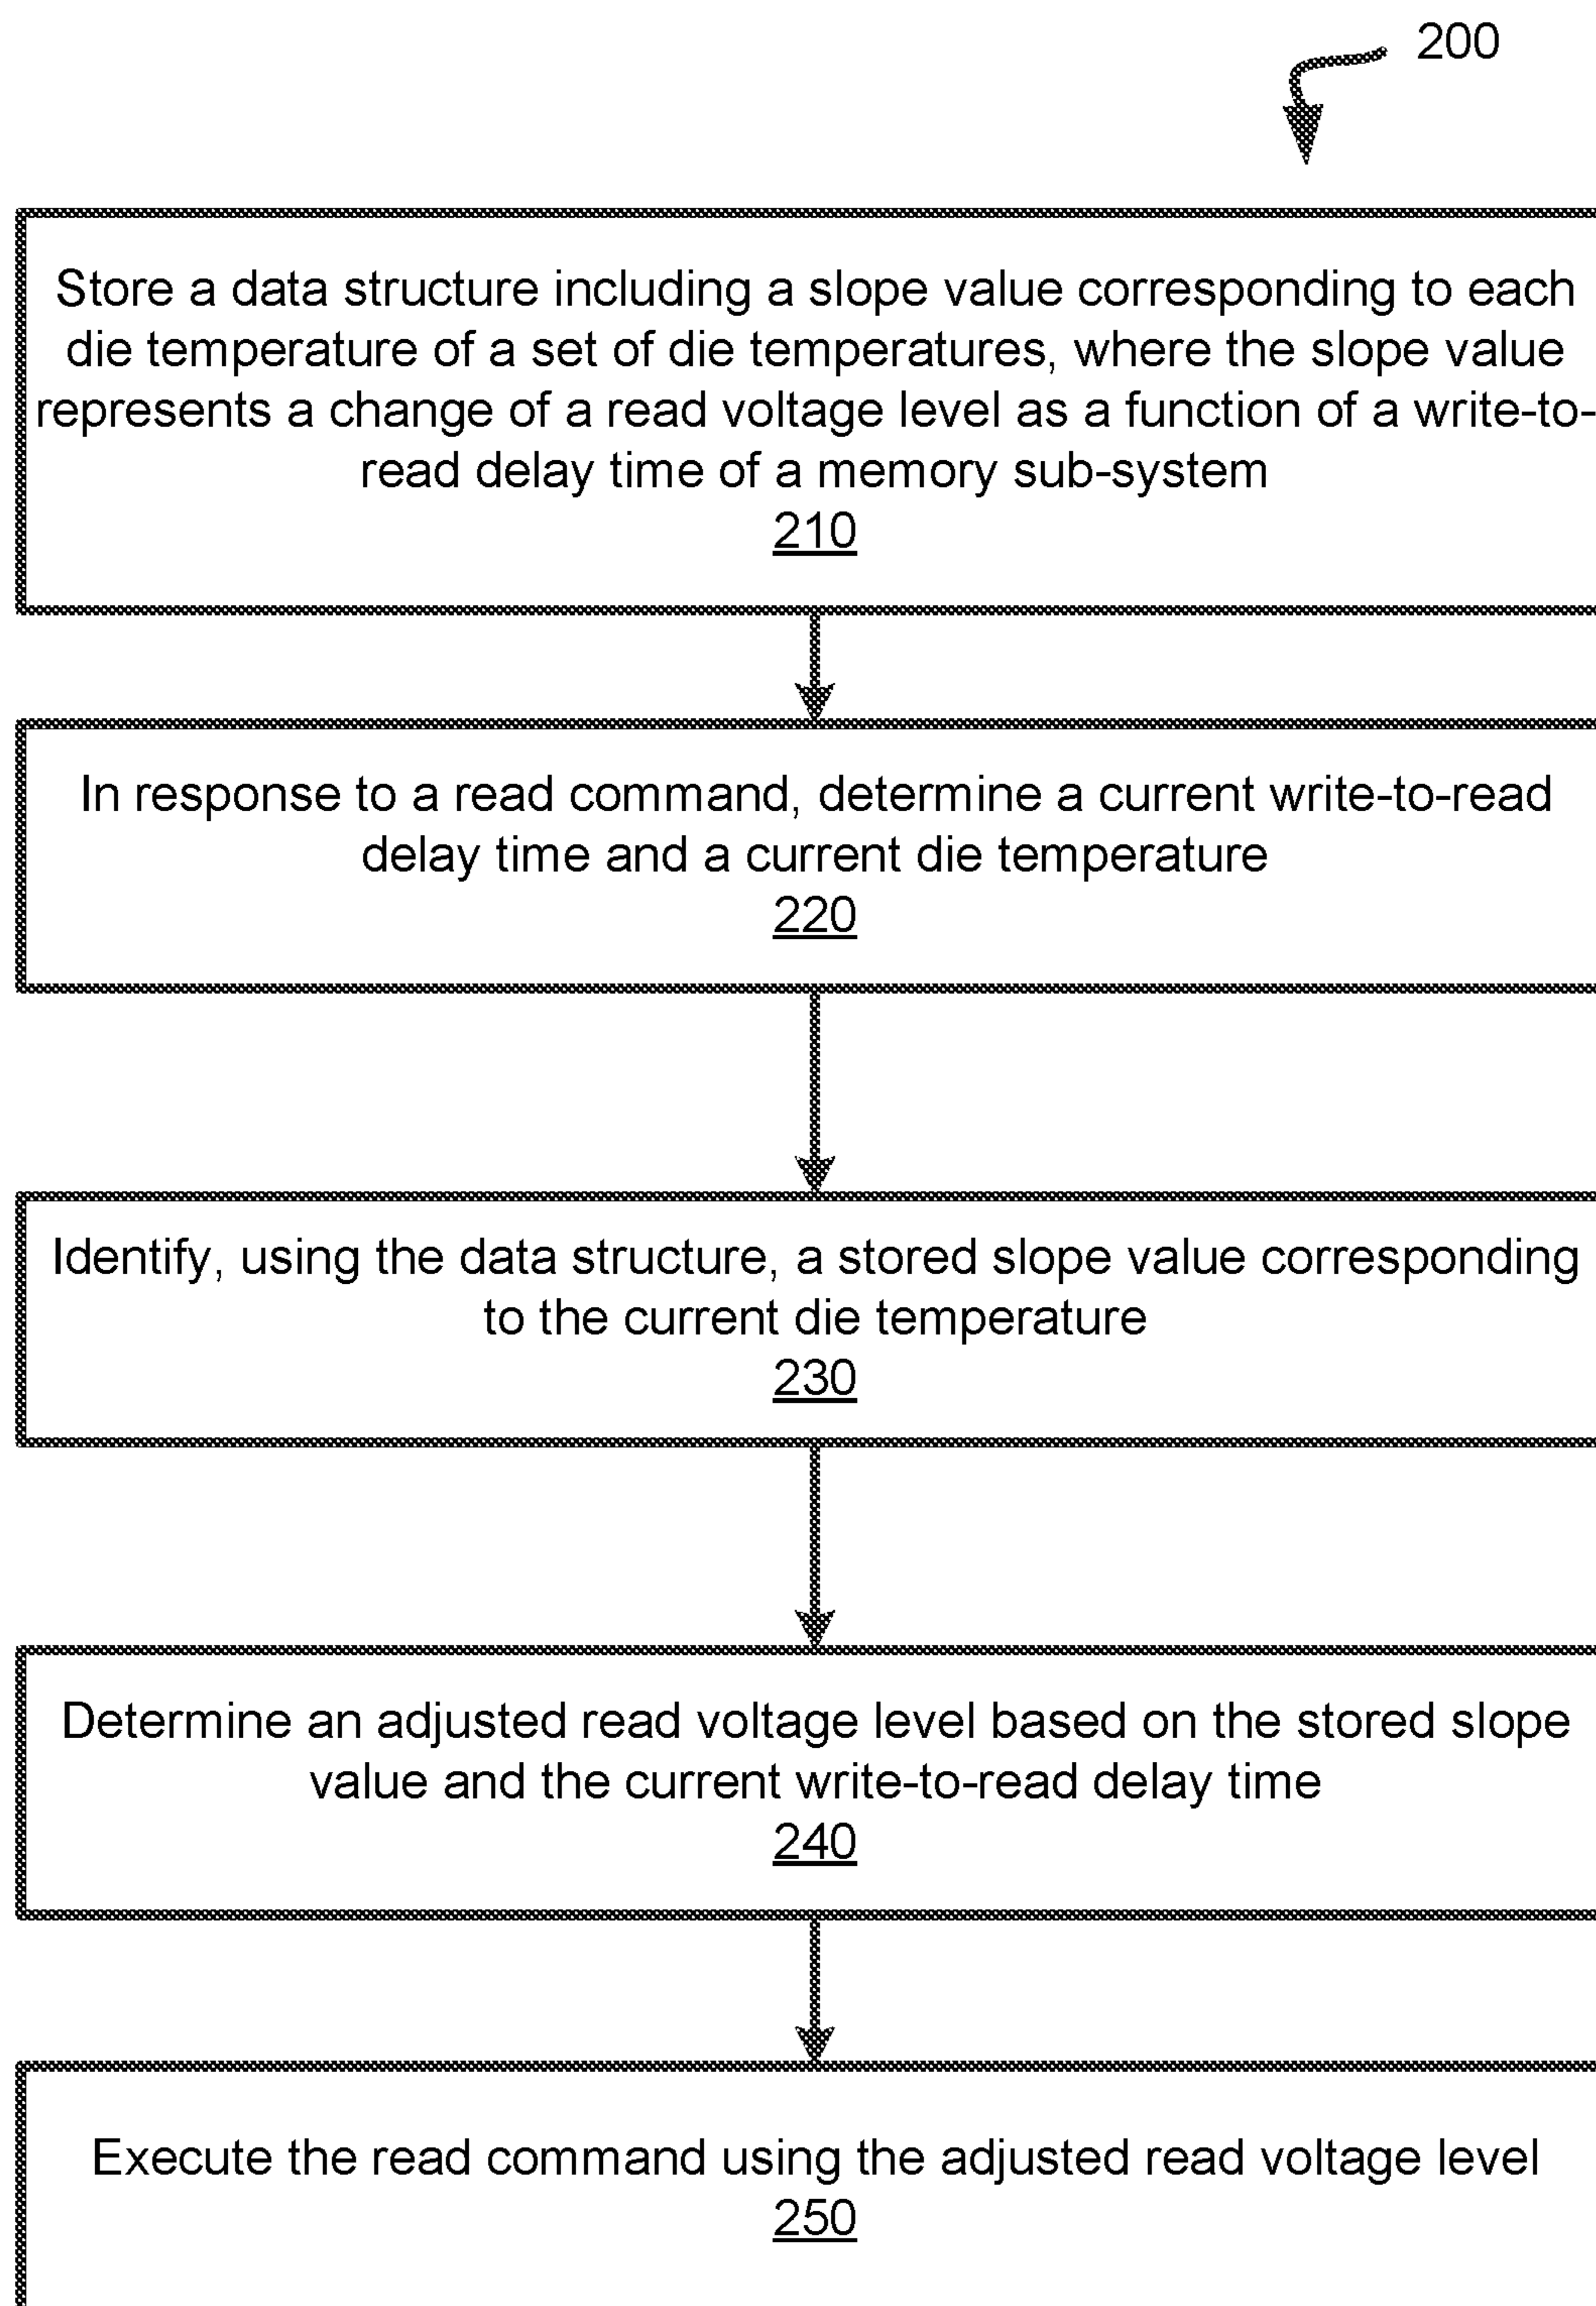 200
Store a data structure including a slope value corresponding to each
die temperature of a set of die temperatures, where the slope value
represents a change of a read voltage level as a function of a write-to-
read delay time of a memory sub-system
210
In response to a read command, determine a current write-to-read
delay time and a current die temperature
220
Identify, using the data structure, a stored slope value corresponding
to the current die temperature
230
Determine an adjusted read voltage level based on the stored slope
value and the current write-to-read delay time
240
Execute the read command using the adjusted read voltage level
250